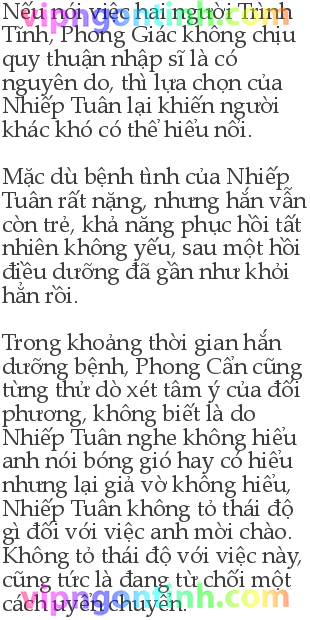 Nếu nói việc hai người Trình
Tĩnh, Phong Giác không chịu
quy thuận nhập sĩ là có
nguyên do, thì lựa chọn của
Nhiếp Tuân lại khiến người
khác khó có thể hiểu nổi.
Mặc dù bệnh tình của Nhiếp
Tuân rất nặng, nhưng hắn vẫn
còn trẻ, khả năng phục hồi tất
nhiên không yếu, sau một hồi
điều dưỡng đã gần như khỏi
hẳn rồi.
Trong khoảng thời gian hắn
dưỡng bệnh, Phong Cẩn cũng
từng thử dò xét tâm ý của đối
phương, không biết là do
Nhiếp Tuân nghe không hiểu
anh nói bóng gió hay có hiểu
nhưng lại giả vờ không hiểu,
Nhiếp Tuân không tỏ thái độ
gì đối với việc anh mời chào.
Không tỏ thái độ với việc này,
cũng tức là đang từ chối một
cách uyển chuyển.
vipngontinh.com
vipngontinh.com
vipngontinh.com